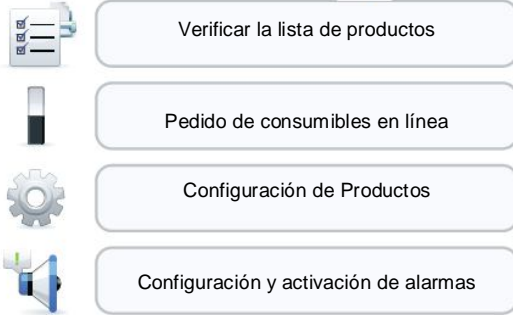 Verificar la lista de productos
Pedido de consumibles en línea
Configuración de Productos
Configuración y activación de alarmas